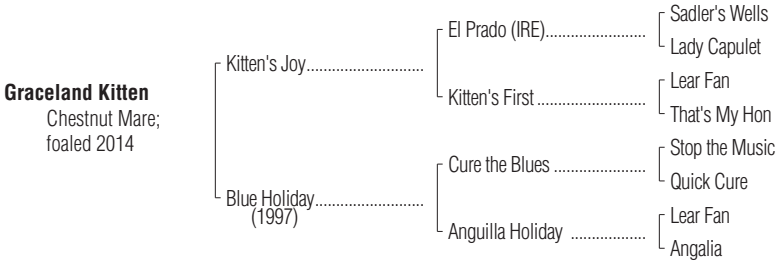 Graceland Kitten
Chestnut Mare;
foaled 2014
Kitten's Joy
Blue Holiday
(1997)
El Prado (IRE)
Kitten's First
Cure the Blues
Anguilla Holiday
Sadler's Wells
Lady Capulet
Lear Fan
That's My Hon
Stop the Music
Quick Cure
Lear Fan
Angalia